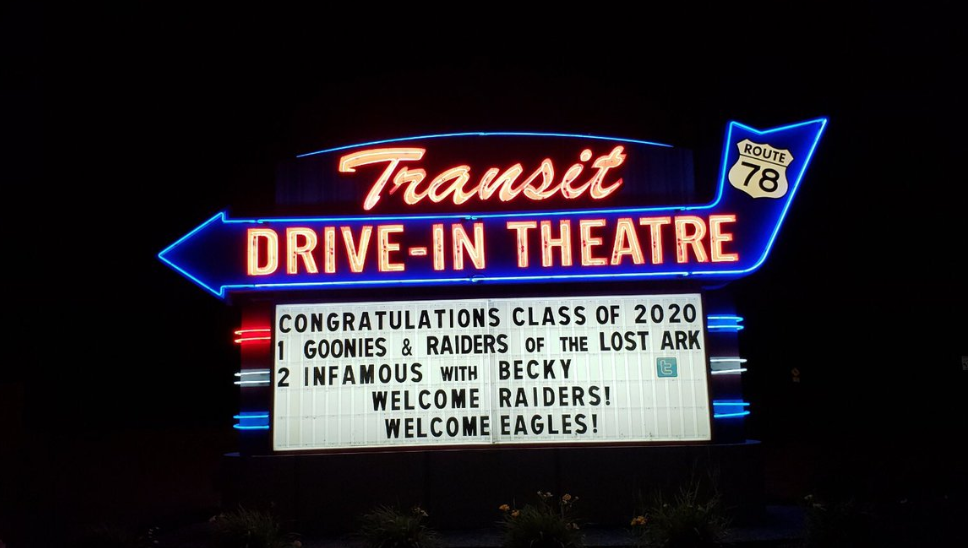 Transit
ROUTE
78
DRIVE-IN THEATRE
CONGRATULATIONS CLASS OF 2020
1 GOONIES & RAIDERS OF THE LOST ARK
2 INFAMOUS WITH BECKY t
WELCOME RAIDERS!
WELCOME EAGLES!